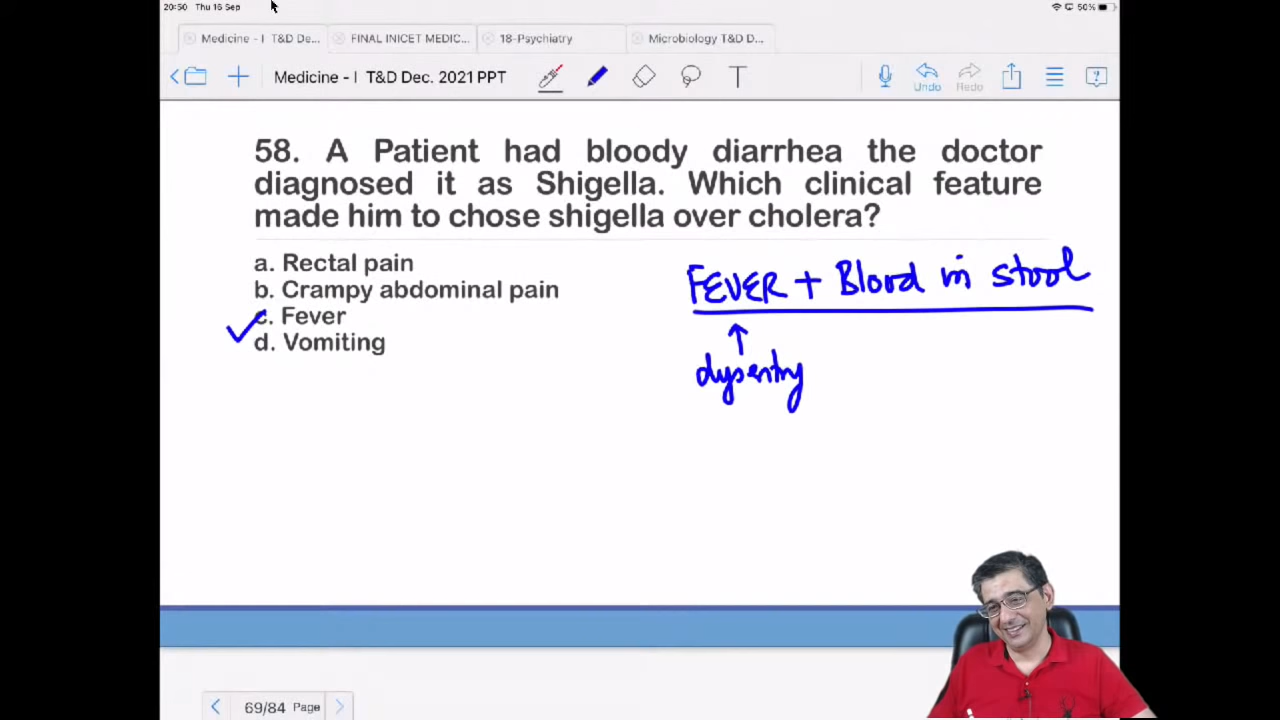 20:50 Thu 16 Sep
50%
Medicine - I T&D De...
FINAL INICET MEDIC...
18-Psychiatry
Microbiology T&D D...
Medicine - I T&D Dec. 2021 PPT
T
Undo
Redo
?
58. A Patient had bloody diarrhea the doctor
diagnosed it as Shigella. Which clinical feature
made him to chose shigella over cholera?
a. Rectal pain
b. Crampy abdominal pain
c. Fever
d. Vomiting
FEVER + Blood in stool
dysentry
69/84 Page